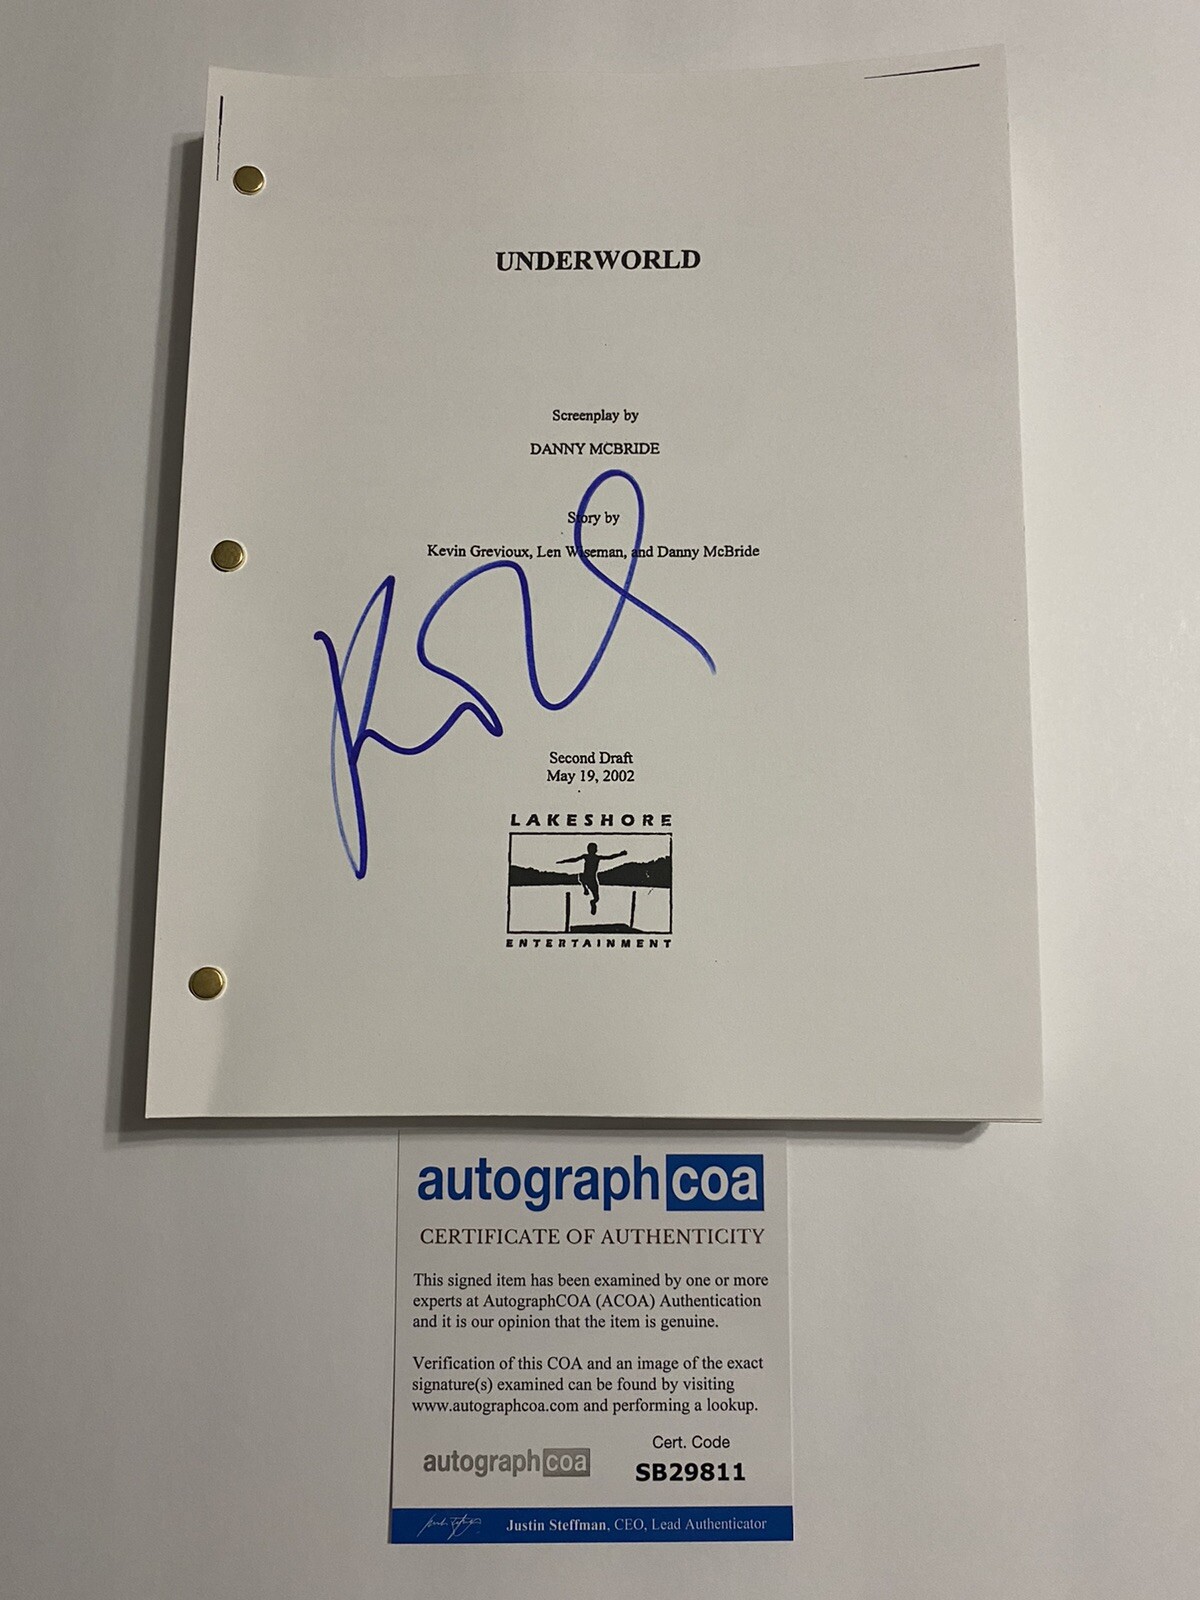 UNDERWORLD
Screenplay by
DANNY MCBRIDE
Story by
Kevin Grevioux, Len Wiseman, and Danny McBride
Second Draft
May 19, 2002
LAKESHORE
ENTERTAINMENT
autographcoa
CERTIFICATE OF AUTHENTICITY
This signed item has been examined by one or more
experts at AutographCOA (ACOA) Authentication
and it is our opinion that the item is genuine.
Verification of this COA and an image of the exact
signature(s) examined can be found by visiting
www.autographcoa.com and performing a lookup.
autographcoa
Cert. Code
SB29811
Justin Steffman, CEO, Lead Authenticator